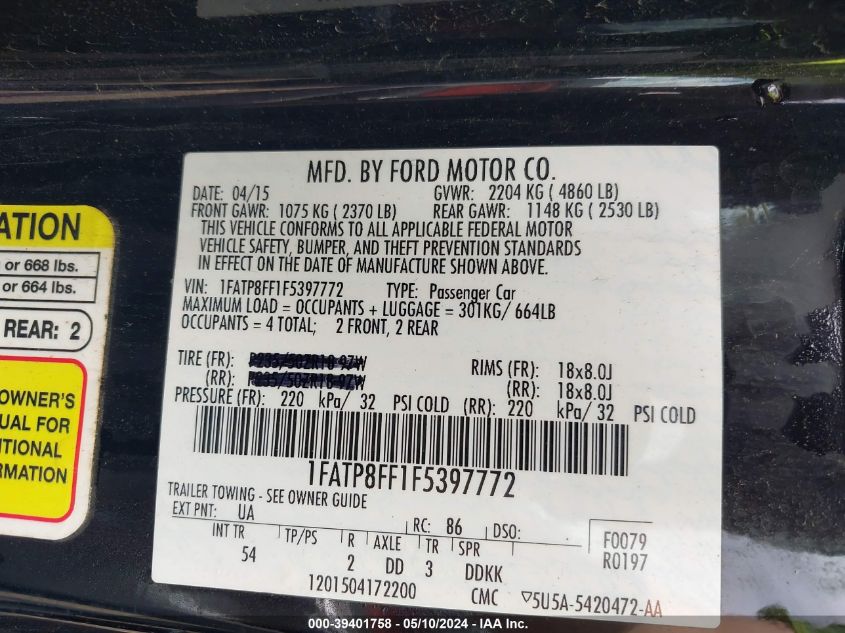 MFD. BY FORD MOTOR CO.
DATE: 04/15 GVWR: 2204 KG ( 4860 LB)
FRONT GAWR: 1075 KG ( 2370 LB) REAR GAWR: 1148 KG ( 2530 LB)
THIS VEHICLE CONFORMS TO ALL APPLICABLE FEDERAL MOTOR
VEHICLE SAFETY, BUMPER, AND THEFT PREVENTION STANDARDS
IN EFFECT ON THE DATE OF MANUFACTURE SHOWN ABOVE.
VIN: 1FATP8FF1F5397772 TYPE: Passenger Car
MAXIMUM LOAD = OCCUPANTS + LUGGAGE = 301KG/ 664LB
OCCUPANTS = 4 TOTAL; 2 FRONT, 2 REAR
TIRE (FR): RIMS (FR): 18x8.0J
(RR): (RR): 18x8.0J
PRESSURE (FR): 220 kPa/ 32 PSI COLD (RR): 220 kPa/ 32 PSI COLD
1FATP8FF1F5397772
TRAILER TOWING - SEE OWNER GUIDE
EXT PNT: UA RC: 86 DSO: F0079
INT TR TP/PS R AXLE TR SPR R0197
54 2 DD 3 DDKK
1201504172200 CMC ▽5U5A-5420472-AA
ATION
or 668 lbs.
or 664 lbs.
REAR: 2
OWNER'S
UAL FOR
ITIONAL
RMATION
000-39401758 - 05/10/2024 - IAA Inc.